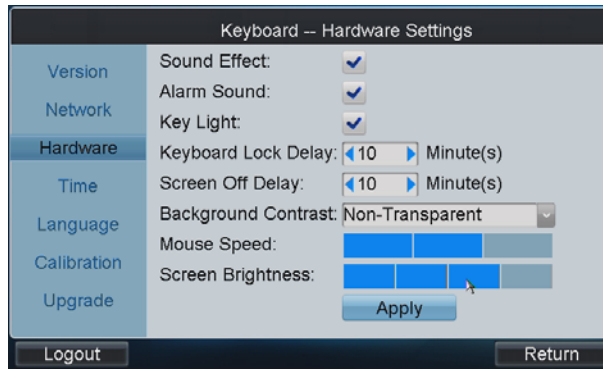 Keyboard -- Hardware Settings
Version
Network
Hardware
Time
Language
Calibration
Upgrade
Sound Effect:
Alarm Sound:
Key Light:
Keyboard Lock Delay: 10 Minute(s)
Screen Off Delay: 10 Minute(s)
Background Contrast: Non-Transparent
Mouse Speed:
Screen Brightness:
Apply
Logout
Return